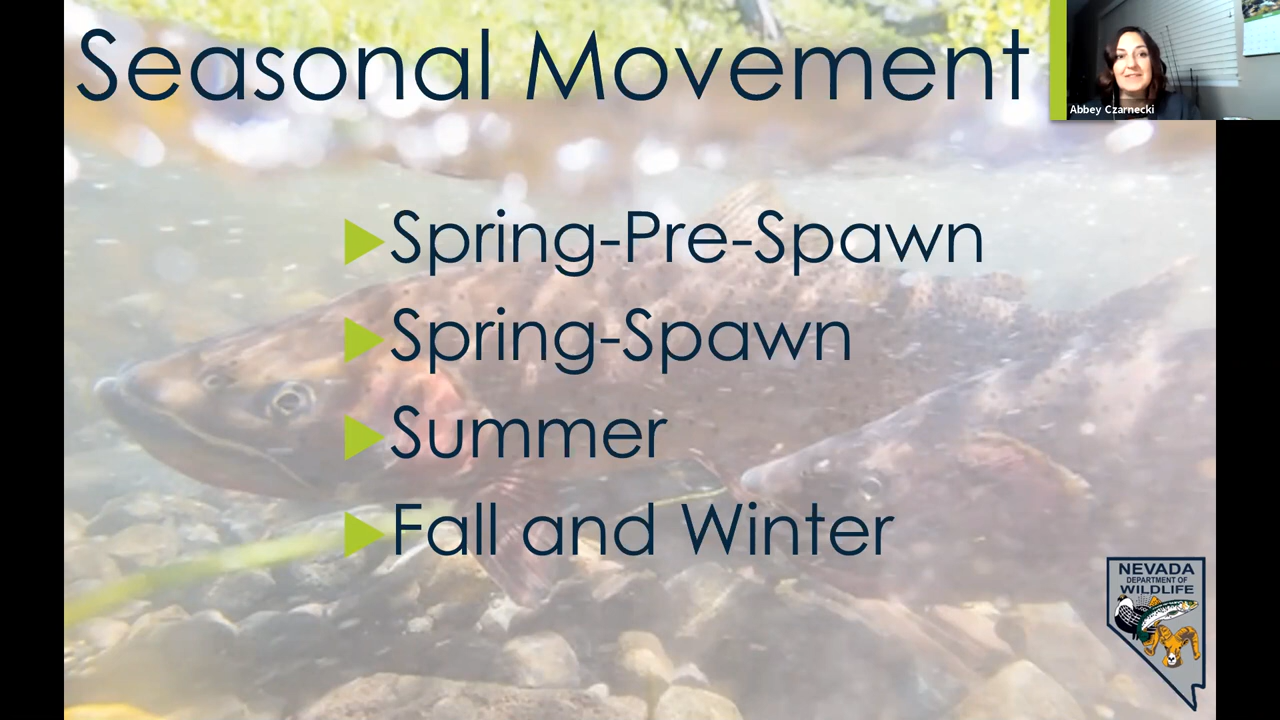 Seasonal Movement
Abbey Czarnecki
Spring-Pre-Spawn
Spring-Spawn
Summer
Fall and Winter
NEVADA
DEPARTMENT OF
WILDLIFE